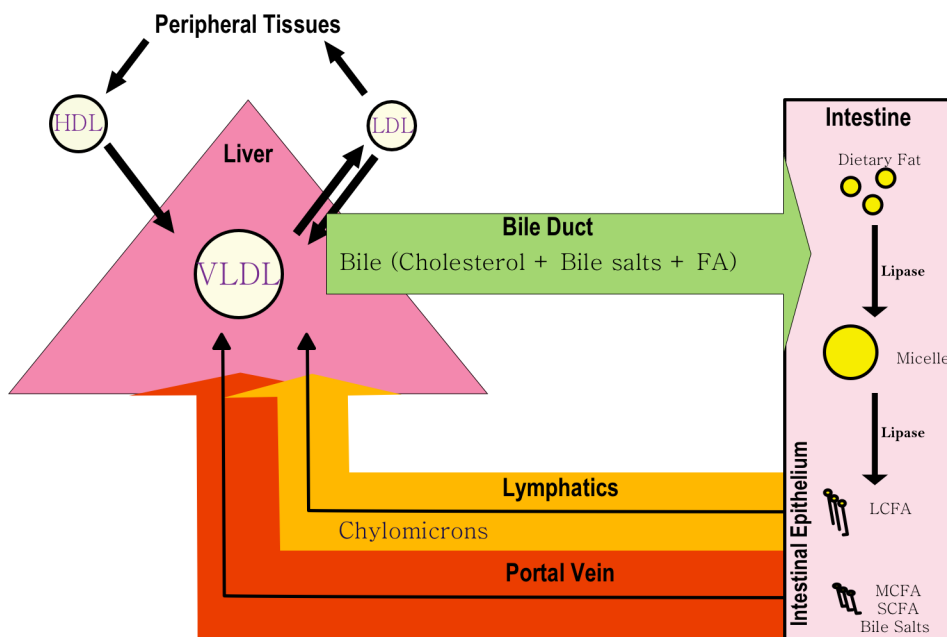 Peripheral Tissues
HDL
LDL
Liver
VLDL
Bile Duct
Bile (Cholesterol + Bile salts + FA)
Intestine
Dietary Fat
Lipase
Micelle
Lipase
LCFA
MCFA
SCFA
Bile Salts
Intestinal Epithelium
Lymphatics
Chylomicrons
Portal Vein